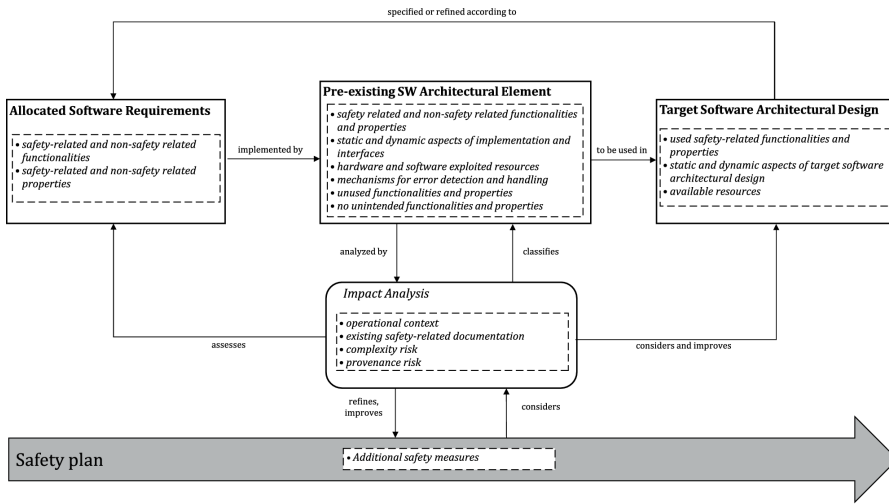 specified or refined according to
Allocated Software Requirements
• safety-related and non-safety related
functionalities
• safety-related and non-safety related
properties
implemented by
Pre-existing SW Architectural Element
• safety related and non-safety related functionalities
and properties
• static and dynamic aspects of implementation and
interfaces
• hardware and software exploited resources
• mechanisms for error detection and handling
• unused functionalities and properties
• no unintended functionalities and properties
to be used in
Target Software Architectural Design
• used safety-related functionalities and
properties
• static and dynamic aspects of target software
architectural design
• available resources
analyzed by
classifies
Impact Analysis
• operational context
• existing safety-related documentation
• complexity risk
• provenance risk
assesses
considers and improves
refines,
improves
considers
Safety plan
• Additional safety measures